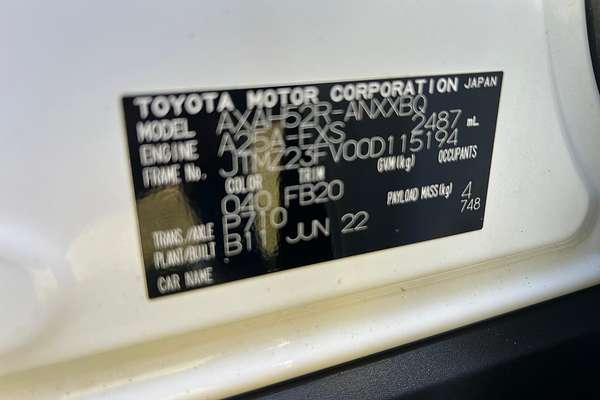 TOYOTA MOTOR CORPORATION JAPAN
MODEL AXAH52R-ANXXBQ
ENGINE A25A-FXS 2487 mL
FRAME No. JTMZ23FV00D115194
COLOR TRIM GVM(kg) OCCUPANTS
040 FB20
TRANS./AXLE P710 PAYLOAD MASS(kg) 4
748
PLANT/BUILT B11 JUN 22
CAR NAME